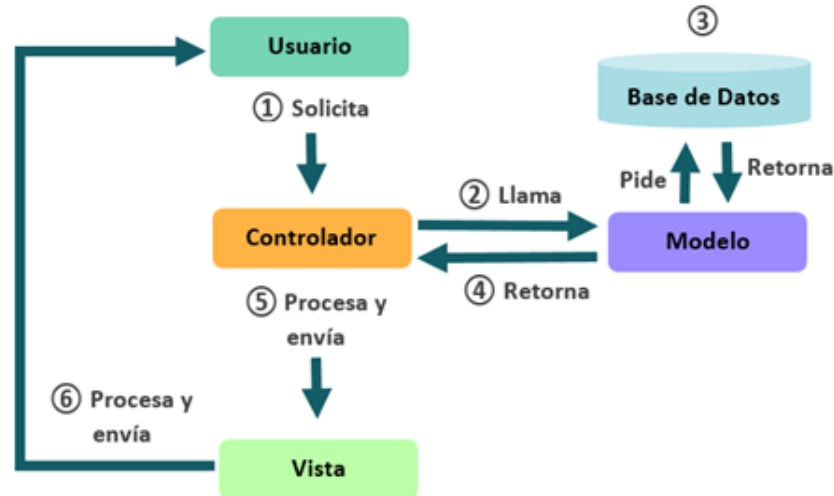 Usuario
③
Base de Datos
① Solicita
Pide
Retorna
② Llama
Controlador
Modelo
④ Retorna
⑤ Procesa y
envía
⑥ Procesa y
envía
Vista